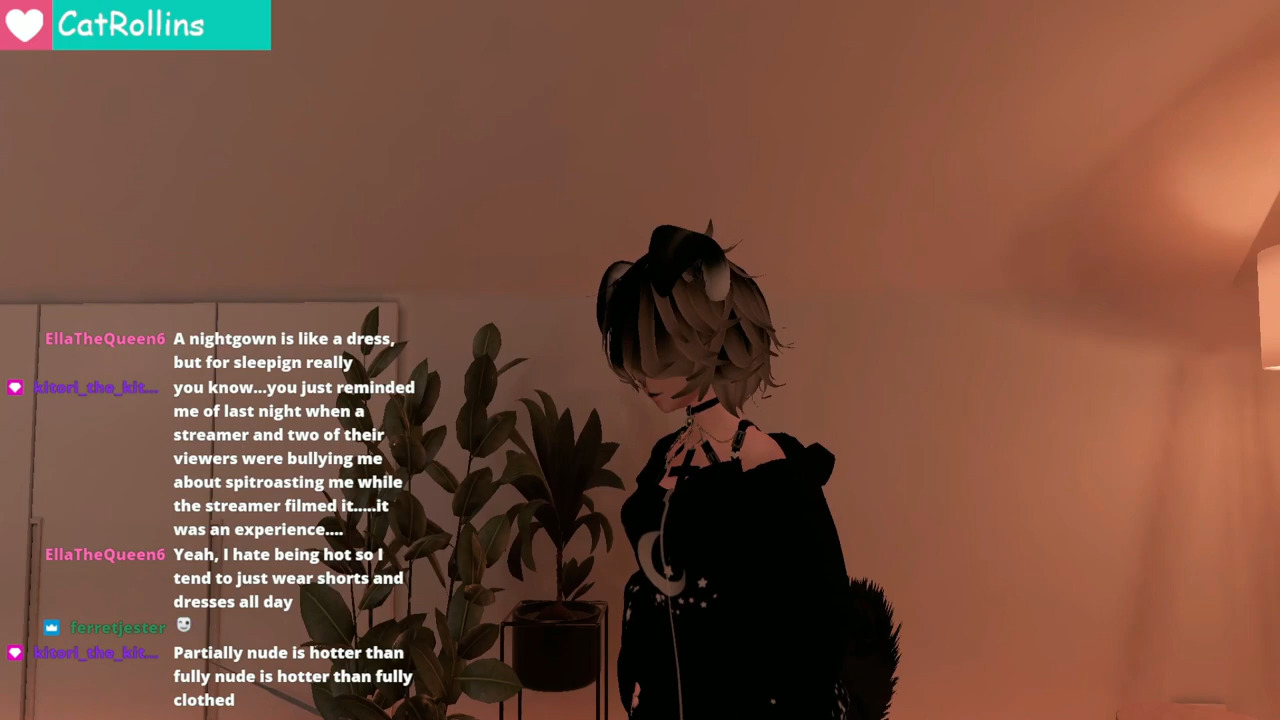 CatRollins
EllaTheQueen6 A nightgown is like a dress,
but for sleepign really
kitori_the_kit... you know...you just reminded
me of last night when a
streamer and two of their
viewers were bullying me
about spitroasting me while
the streamer filmed it.....it
was an experience....
EllaTheQueen6 Yeah, I hate being hot so I
tend to just wear shorts and
dresses all day
ferretjester
kitori_the_kit... Partially nude is hotter than
fully nude is hotter than fully
clothed